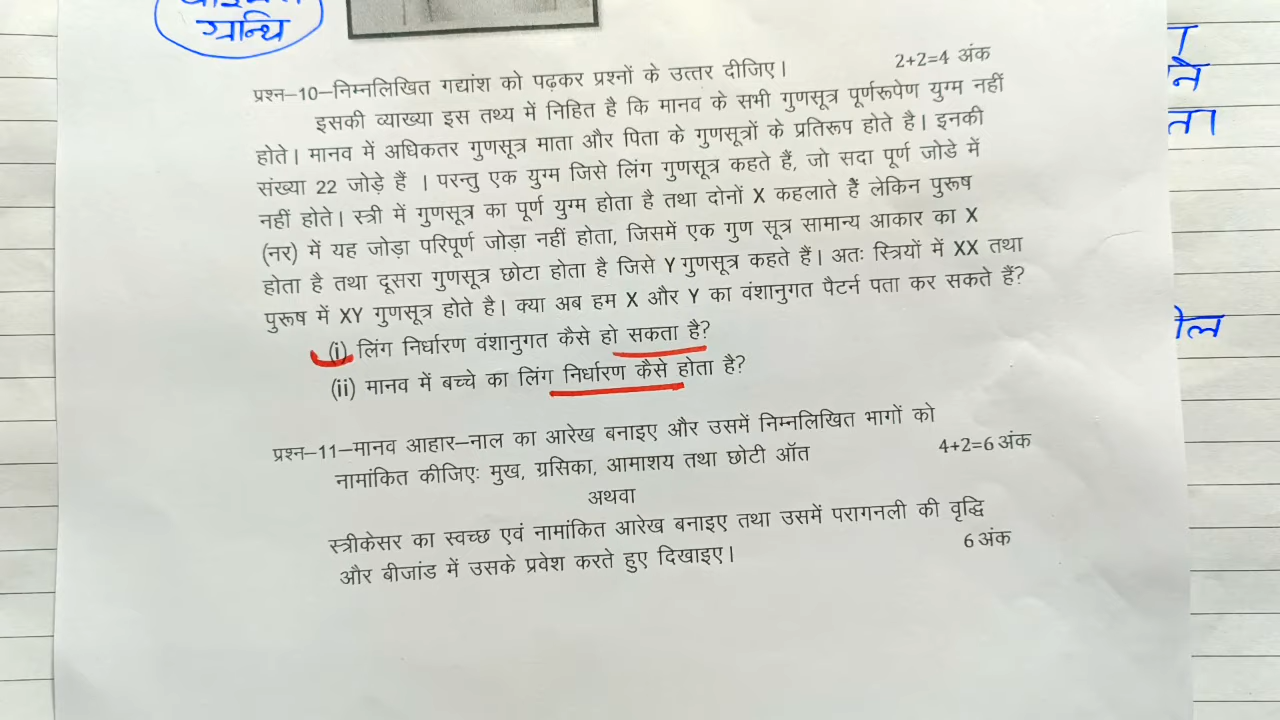 ग्रन्थि
प्रश्न–10–निम्नलिखित गद्यांश को पढ़कर प्रश्नों के उत्तर दीजिए। 2+2=4 अंक
इसकी व्याख्या इस तथ्य में निहित है कि मानव के सभी गुणसूत्र पूर्णरूपेण युग्म नहीं
होते। मानव में अधिकतर गुणसूत्र माता और पिता के गुणसूत्रों के प्रतिरूप होते है। इनकी
संख्या 22 जोड़े हैं । परन्तु एक युग्म जिसे लिंग गुणसूत्र कहते हैं, जो सदा पूर्ण जोडे में
नहीं होते। स्त्री में गुणसूत्र का पूर्ण युग्म होता है तथा दोनों X कहलाते हैं लेकिन पुरूष
(नर) में यह जोड़ा परिपूर्ण जोड़ा नहीं होता, जिसमें एक गुण सूत्र सामान्य आकार का X
होता है तथा दूसरा गुणसूत्र छोटा होता है जिसे Y गुणसूत्र कहते हैं। अतः स्त्रियों में XX तथा
पुरूष में XY गुणसूत्र होते है। क्या अब हम X और Y का वंशानुगत पैटर्न पता कर सकते हैं?
(i) लिंग निर्धारण वंशानुगत कैसे हो सकता है?
(ii) मानव में बच्चे का लिंग निर्धारण कैसे होता है?
प्रश्न–11–मानव आहार–नाल का आरेख बनाइए और उसमें निम्नलिखित भागों को
नामांकित कीजिएः मुख, ग्रसिका, आमाशय तथा छोटी ऑत 4+2=6 अंक
अथवा
स्त्रीकेसर का स्वच्छ एवं नामांकित आरेख बनाइए तथा उसमें परागनली की वृद्धि
और बीजांड में उसके प्रवेश करते हुए दिखाइए। 6 अंक